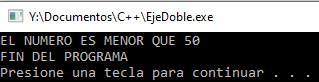 Y:\Documentos\C++\EjeDoble.exe
EL NUMERO ES MENOR QUE 50
FIN DEL PROGRAMA
Presione una tecla para continuar . . .